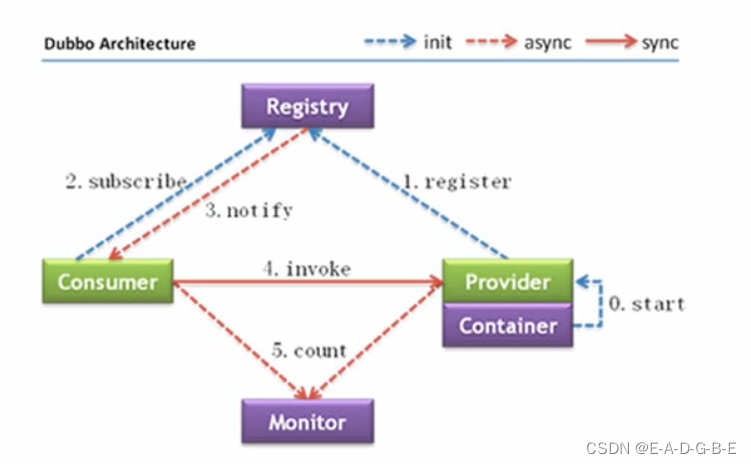 Dubbo Architecture
init
async
sync
Registry
2. subscribe
1. register
3. notify
Consumer
4. invoke
Provider
Container
0. start
5. count
Monitor
CSDN @E-A-D-G-B-E